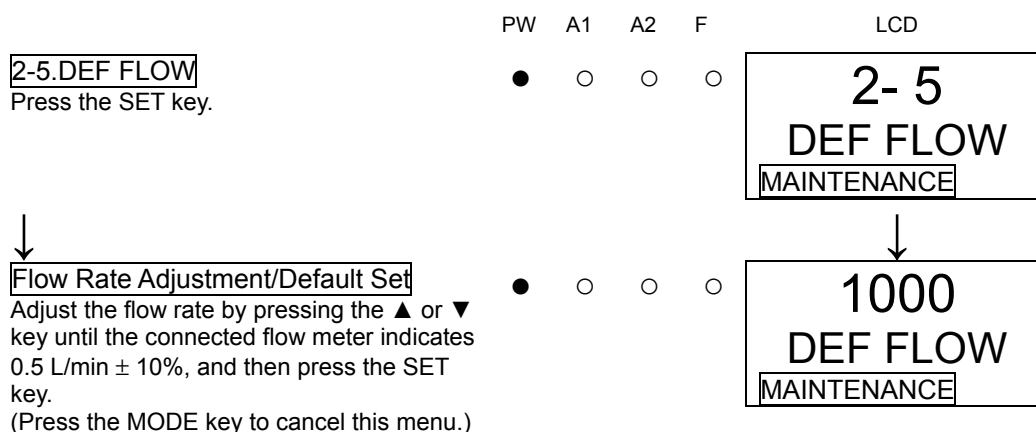 PW A1 A2 F LCD
2-5.DEF FLOW
Press the SET key.
● ○ ○ ○
2- 5
DEF FLOW
MAINTENANCE
↓ ↓
Flow Rate Adjustment/Default Set
Adjust the flow rate by pressing the ▲ or ▼
key until the connected flow meter indicates
0.5 L/min ± 10%, and then press the SET
key.
(Press the MODE key to cancel this menu.)
● ○ ○ ○
1000
DEF FLOW
MAINTENANCE